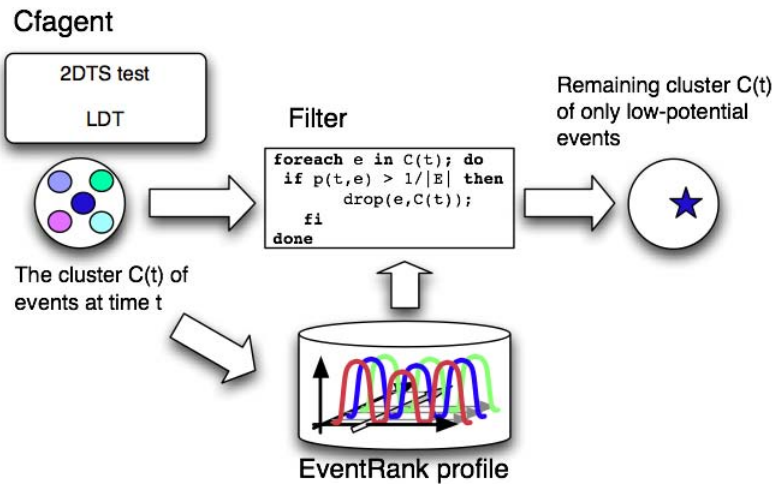 Cfagent
2DTS test
LDT
Filter
foreach e in C(t); do
if p(t,e) > 1/|E| then
drop(e,C(t));
fi
done
Remaining cluster C(t)
of only low-potential
events
The cluster C(t) of
events at time t
EventRank profile